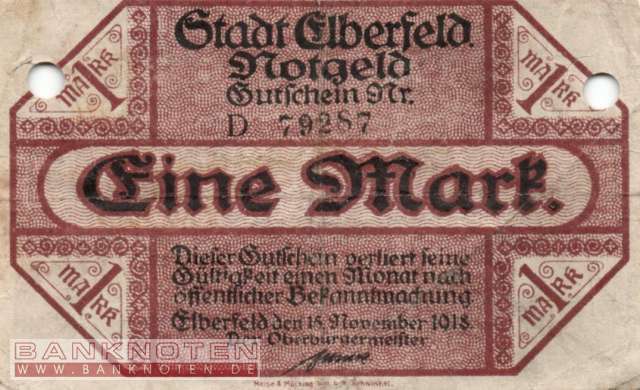 Stadt Elberfeld.
Notgeld
Gutschein Nr.
D 79287
1 MARK
1 MARK
Eine Mark.
Dieser Gutschein verliert seine
Gültigkeit einen Monat nach
öffentlicher Bekanntmachung
Elberfeld den 15. November 1918.
Der Oberbürgermeister
1 MARK
1 MARK
BANKNOTEN
WWW.BANKNOTEN.DE